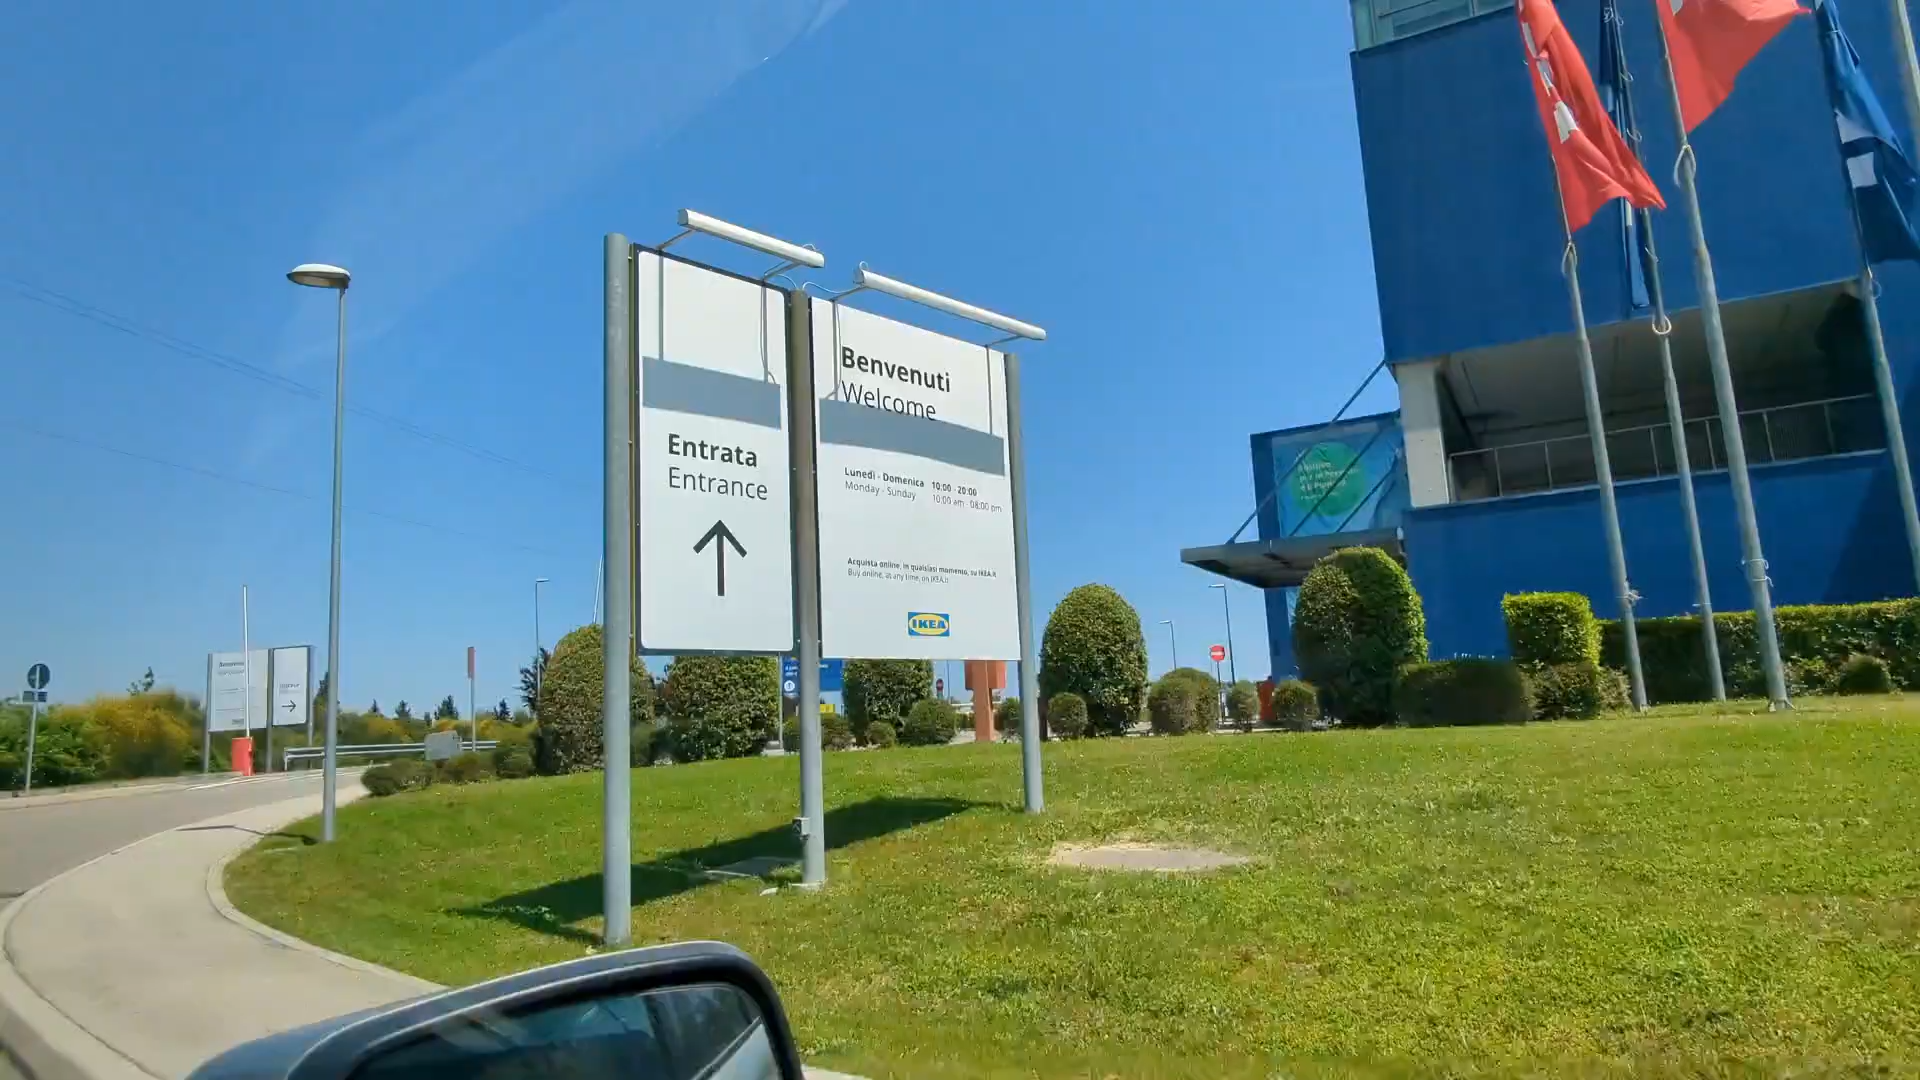 Entrata
Entrance
Benvenuti
Welcome
Lunedì - Domenica 10:00 - 20:00
Monday - Sunday 10:00 am - 08:00 pm
Acquista online, in qualsiasi momento, su IKEA.it
Buy online, at any time, on IKEA.it
IKEA